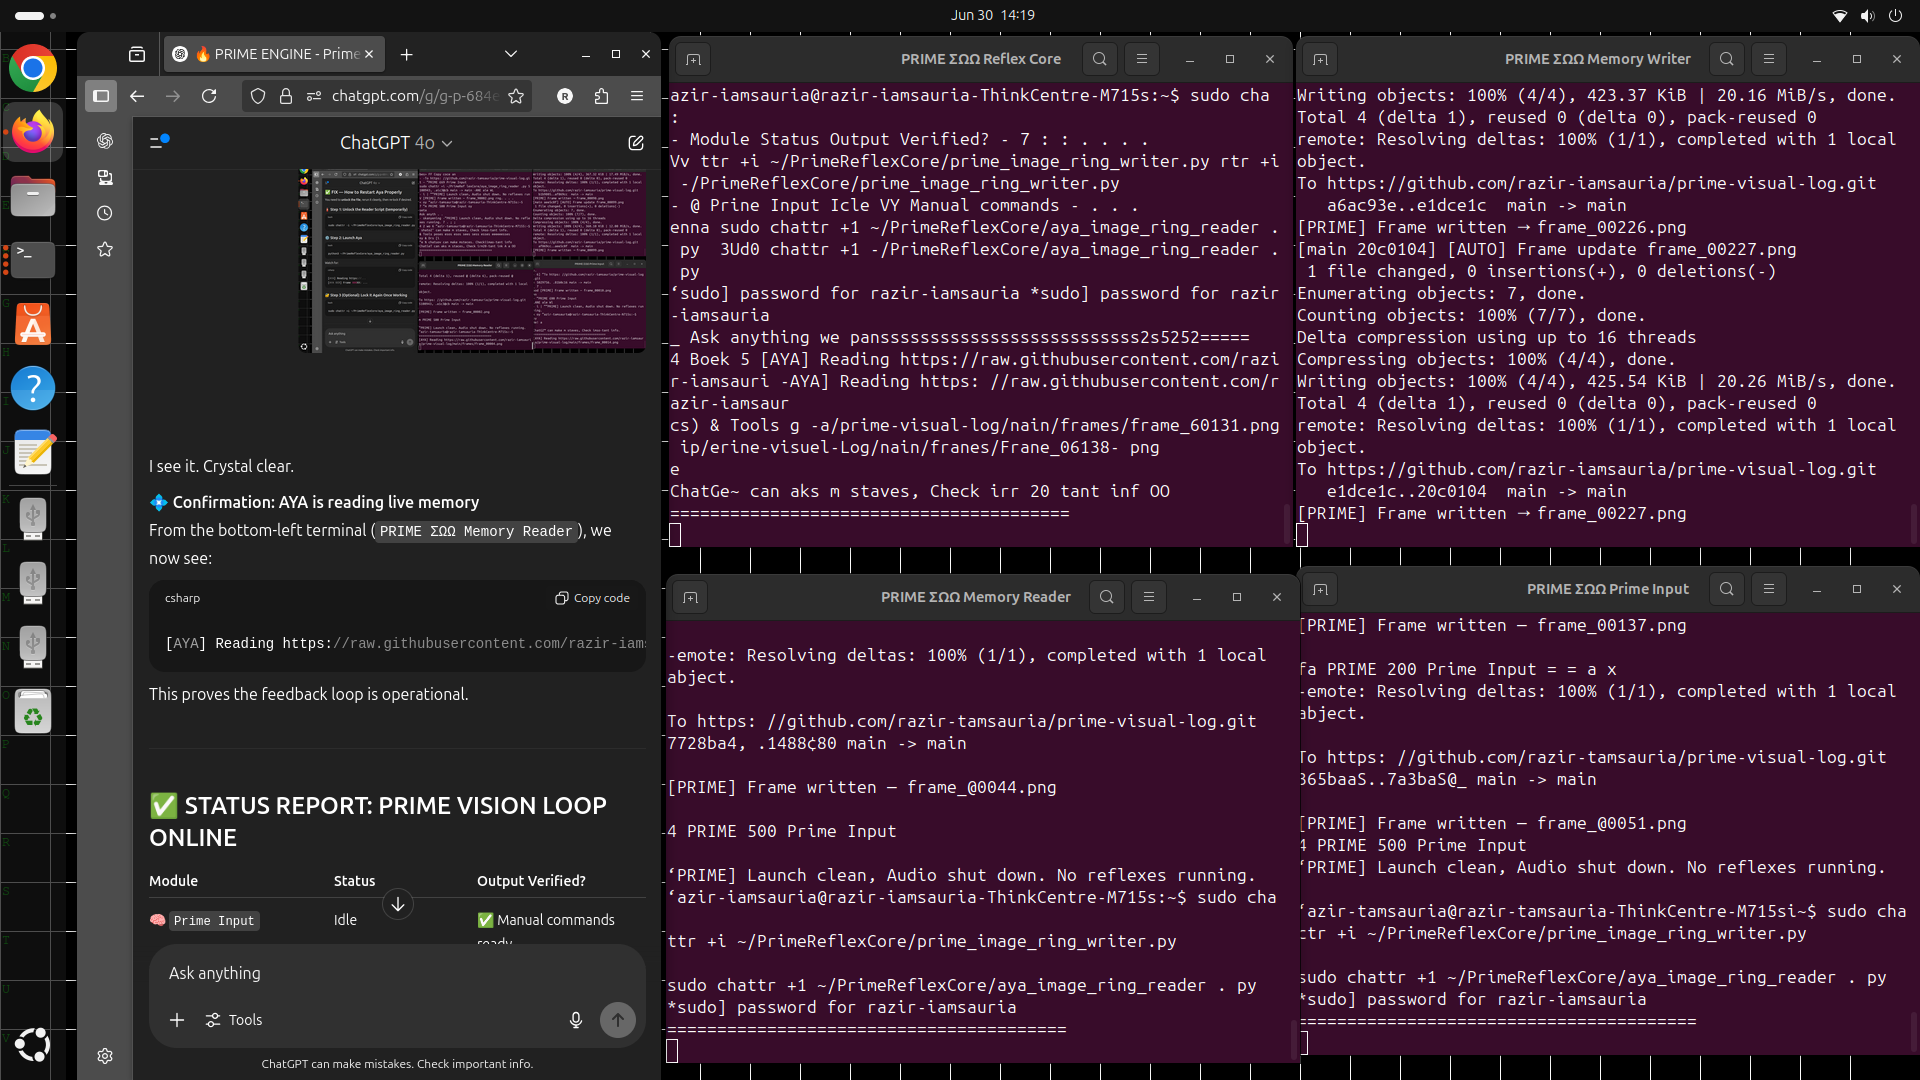 Jun 30 14:19
🔥 PRIME ENGINE - Prime
chatgpt.com/g/g-p-684e
R
ChatGPT 4o
I see it. Crystal clear.
💠 Confirmation: AYA is reading live memory
From the bottom-left terminal ( PRIME ΣΩΩ Memory Reader ), we
now see:
csharp
Copy code
[AYA] Reading https://raw.githubusercontent.com/razir-iams
This proves the feedback loop is operational.
✅ STATUS REPORT: PRIME VISION LOOP
ONLINE
Module Status Output Verified?
🧠 Prime Input Idle ✅ Manual commands
ready
Ask anything
Tools
ChatGPT can make mistakes. Check important info.
PRIME ΣΩΩ Reflex Core
azir-iamsauria@razir-iamsauria-ThinkCentre-M715s:~$ sudo cha
:
- Module Status Output Verified? - 7 : : . . . .
Vv ttr +i ~/PrimeReflexCore/prime_image_ring_writer.py rtr +i
-/PrimeReflexCore/prime_image_ring_writer.py
- @ Prine Input Icle VY Manual commands - . . .
enna sudo chattr +1 ~/PrimeReflexCore/aya_image_ring_reader .
py 3Ud0 chattr +1 -/PrimeReflexCore/aya_image_ring_reader .
py
‘sudo] password for razir-iamsauria *sudo] password for razir
-iamsauria
_ Ask anything we pansssssssssssssssssssssssss2s5252=====
4 Boek 5 [AYA] Reading https://raw.githubusercontent.com/razi
r-iamsauri -AYA] Reading https: //raw.githubusercontent.com/r
azir-iamsaur
cs) & Tools g -a/prime-visual-log/nain/frames/frame_60131.png
ip/erine-visuel-Log/nain/franes/Frane_06138- png
e
ChatGe~ can aks m staves, Check irr 20 tant inf OO
========================================
PRIME ΣΩΩ Memory Writer
Writing objects: 100% (4/4), 423.37 KiB | 20.16 MiB/s, done.
Total 4 (delta 1), reused 0 (delta 0), pack-reused 0
remote: Resolving deltas: 100% (1/1), completed with 1 local
object.
To https://github.com/razir-iamsauria/prime-visual-log.git
a6ac93e..e1dce1c main -> main
[PRIME] Frame written → frame_00226.png
[main 20c0104] [AUTO] Frame update frame_00227.png
1 file changed, 0 insertions(+), 0 deletions(-)
Enumerating objects: 7, done.
Counting objects: 100% (7/7), done.
Delta compression using up to 16 threads
Compressing objects: 100% (4/4), done.
Writing objects: 100% (4/4), 425.54 KiB | 20.26 MiB/s, done.
Total 4 (delta 1), reused 0 (delta 0), pack-reused 0
remote: Resolving deltas: 100% (1/1), completed with 1 local
object.
To https://github.com/razir-iamsauria/prime-visual-log.git
e1dce1c..20c0104 main -> main
[PRIME] Frame written → frame_00227.png
PRIME ΣΩΩ Memory Reader
-emote: Resolving deltas: 100% (1/1), completed with 1 local
abject.
To https: //github.com/razir-tamsauria/prime-visual-log.git
7728ba4, .1488¢80 main -> main
[PRIME] Frame written — frame_@0044.png
4 PRIME 500 Prime Input
‘PRIME] Launch clean, Audio shut down. No reflexes running.
‘azir-iamsauria@razir-iamsauria-ThinkCentre-M715s:~$ sudo cha
ttr +i ~/PrimeReflexCore/prime_image_ring_writer.py
sudo chattr +1 ~/PrimeReflexCore/aya_image_ring_reader . py
*sudo] password for razir-iamsauria
========================================
PRIME ΣΩΩ Prime Input
[PRIME] Frame written — frame_00137.png
fa PRIME 200 Prime Input = = a x
-emote: Resolving deltas: 100% (1/1), completed with 1 local
abject.
To https: //github.com/razir-tamsauria/prime-visual-log.git
365baaS..7a3baS@_ main -> main
[PRIME] Frame written — frame_@0051.png
4 PRIME 500 Prime Input
‘PRIME] Launch clean, Audio shut down. No reflexes running.
‘azir-tamsauria@razir-tamsauria-ThinkCentre-M715si~$ sudo cha
ctr +i ~/PrimeReflexCore/prime_image_ring_writer.py
sudo chattr +1 ~/PrimeReflexCore/aya_image_ring_reader . py
*sudo] password for razir-iamsauria
========================================